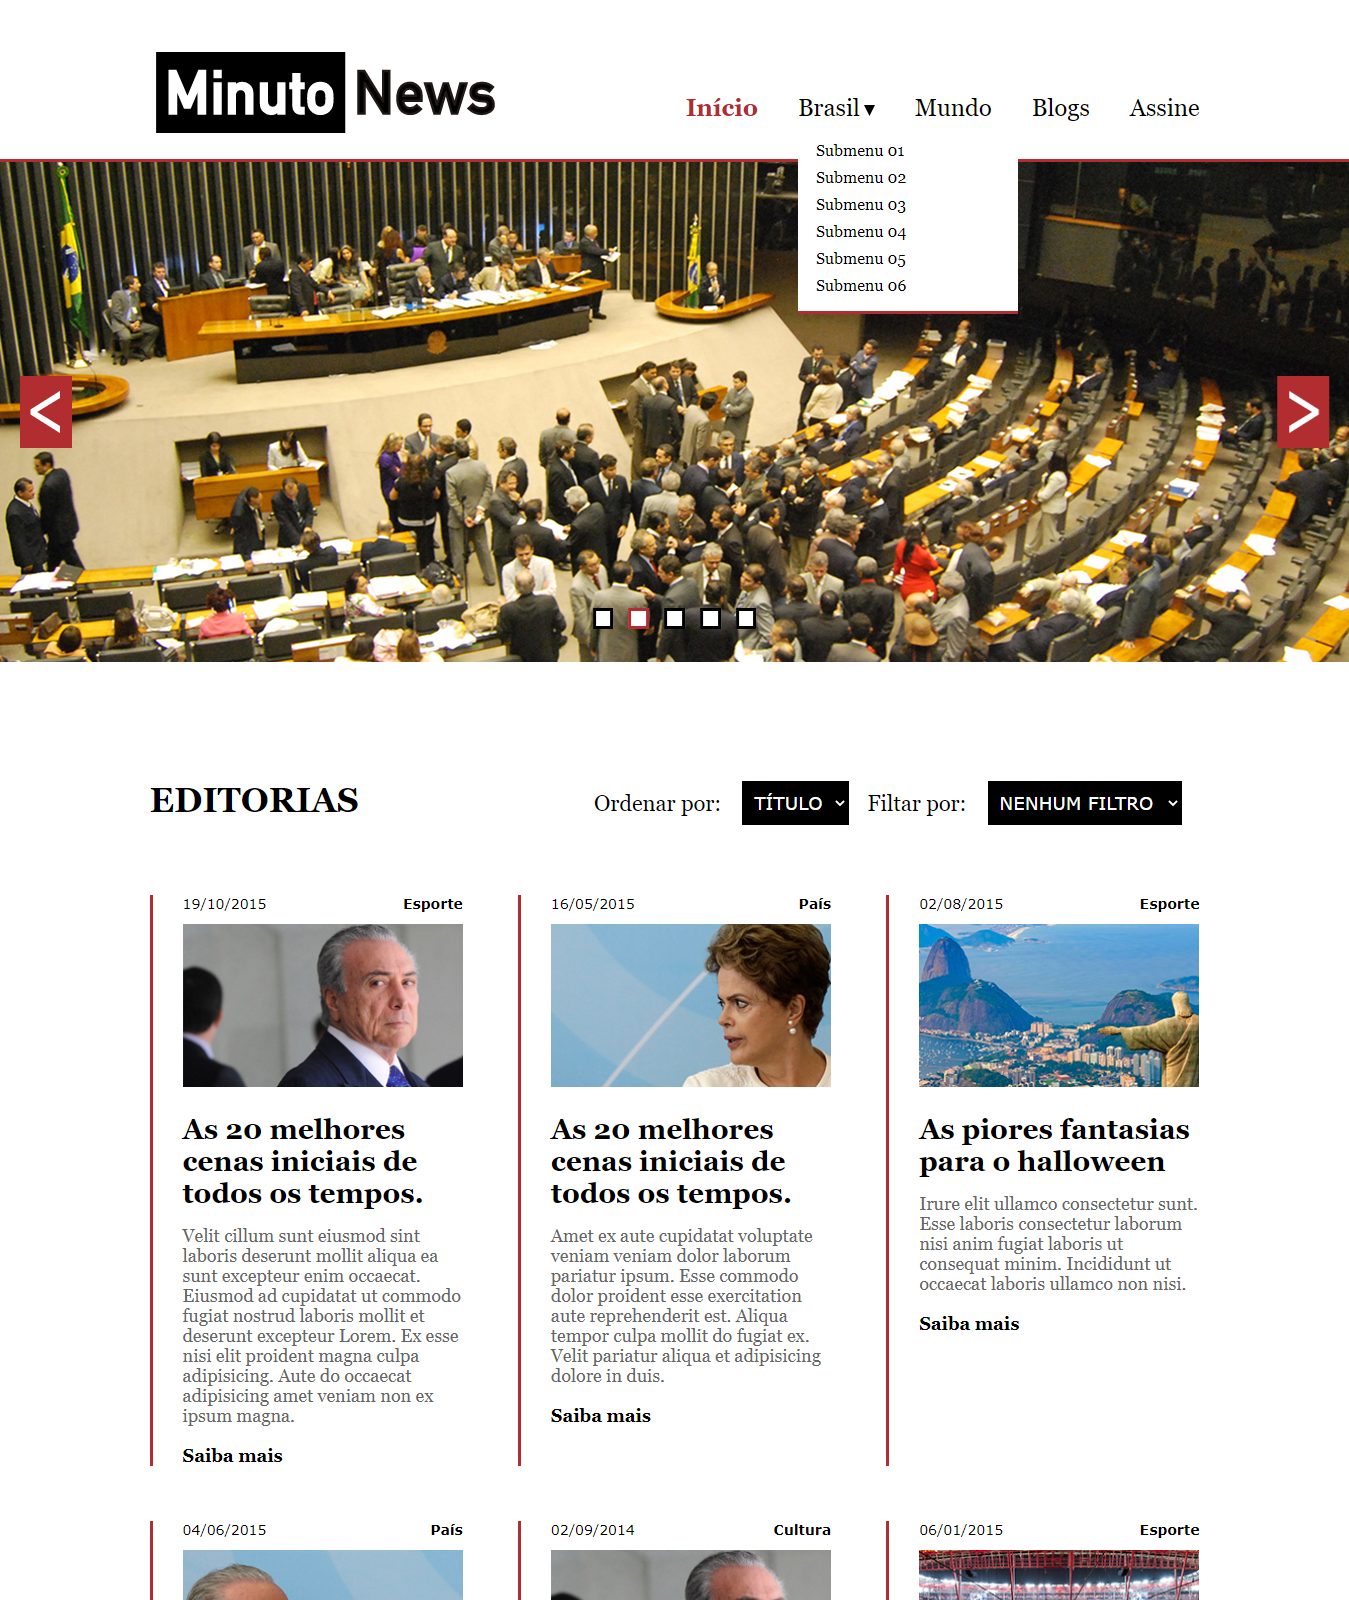 Minuto News
Início Brasil ▾ Mundo Blogs Assine
Submenu 01
Submenu 02
Submenu 03
Submenu 04
Submenu 05
Submenu 06
< >
EDITORIAS
Ordenar por: TÍTULO Filtar por: NENHUM FILTRO
19/10/2015 Esporte
As 20 melhores
cenas iniciais de
todos os tempos.
Velit cillum sunt eiusmod sint
laboris deserunt mollit aliqua ea
sunt excepteur enim occaecat.
Eiusmod ad cupidatat ut commodo
fugiat nostrud laboris mollit et
deserunt excepteur Lorem. Ex esse
nisi elit proident magna culpa
adipisicing. Aute do occaecat
adipisicing amet veniam non ex
ipsum magna.
Saiba mais
16/05/2015 País
As 20 melhores
cenas iniciais de
todos os tempos.
Amet ex aute cupidatat voluptate
veniam veniam dolor laborum
pariatur ipsum. Esse commodo
dolor proident esse exercitation
aute reprehenderit est. Aliqua
tempor culpa mollit do fugiat ex.
Velit pariatur aliqua et adipisicing
dolore in duis.
Saiba mais
02/08/2015 Esporte
As piores fantasias
para o halloween
Irure elit ullamco consectetur sunt.
Esse laboris consectetur laborum
nisi anim fugiat laboris ut
consequat minim. Incididunt ut
occaecat laboris ullamco non nisi.
Saiba mais
04/06/2015 País
02/09/2014 Cultura
06/01/2015 Esporte